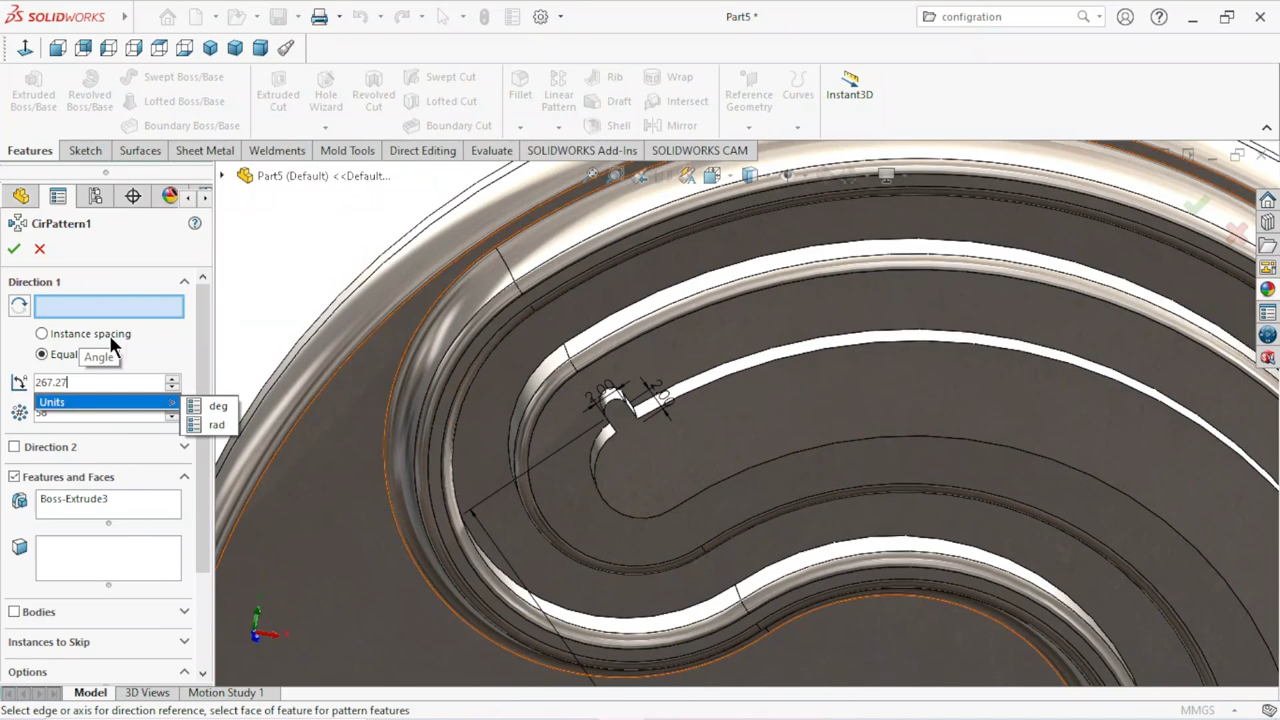 SOLIDWORKS
Part5 *
configration
Extruded Boss/Base
Revolved Boss/Base
Swept Boss/Base
Lofted Boss/Base
Boundary Boss/Base
Extruded Cut
Hole Wizard
Revolved Cut
Swept Cut
Lofted Cut
Boundary Cut
Fillet
Linear Pattern
Rib
Draft
Shell
Wrap
Intersect
Mirror
Reference Geometry
Curves
Instant3D
Features Sketch Surfaces Sheet Metal Weldments Mold Tools Direct Editing Evaluate SOLIDWORKS Add-Ins SOLIDWORKS CAM
Part5 (Default) <<Default...
CirPattern1
Direction 1
Instance spacing
Equal
Angle
267.27
Units
deg
rad
58
Direction 2
Features and Faces
Boss-Extrude3
Bodies
Instances to Skip
Options
Model 3D Views Motion Study 1
Select edge or axis for direction reference, select face of feature for pattern features
MMGS